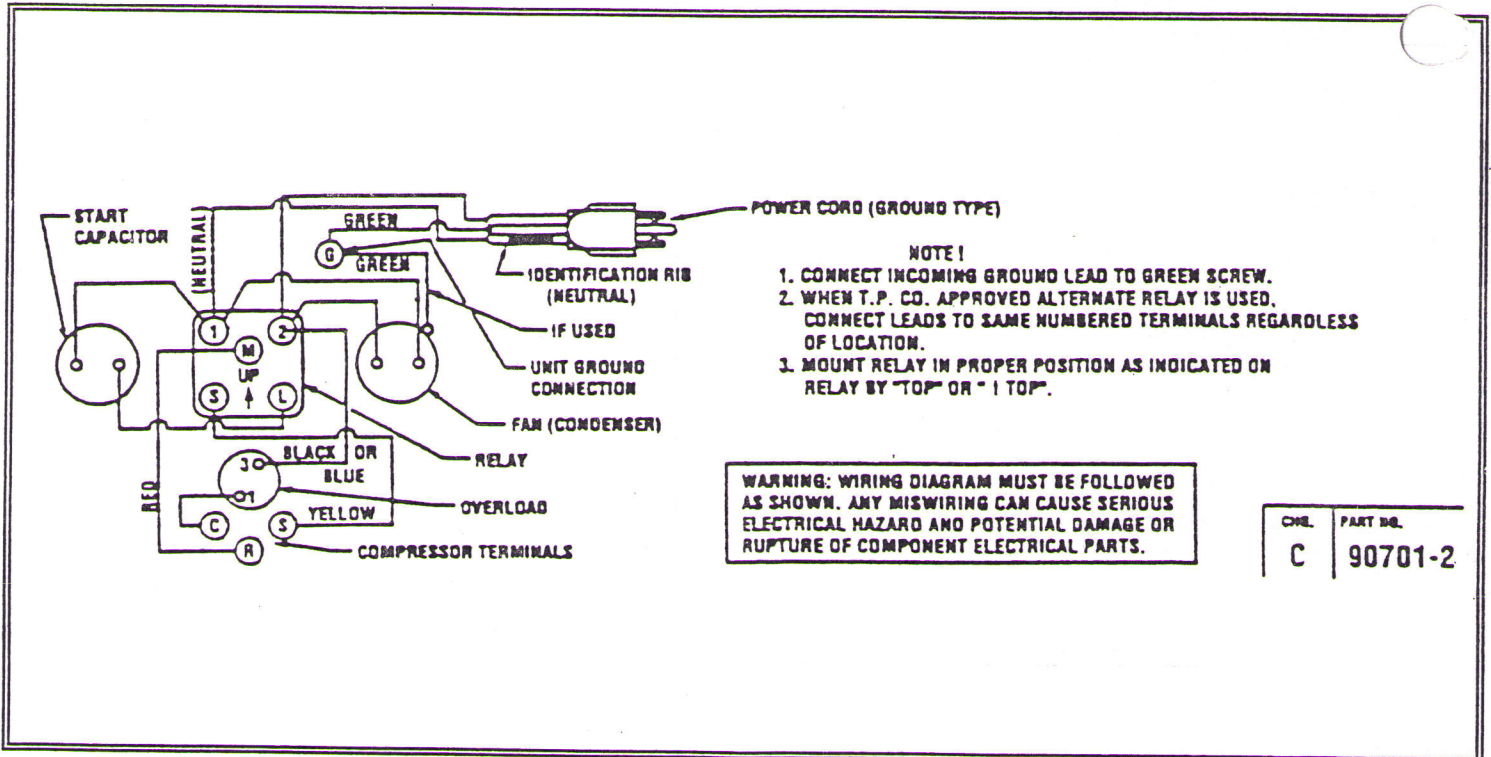 START
CAPACITOR
(NEUTRAL)
GREEN
G
GREEN
POWER CORD (GROUND TYPE)
IDENTIFICATION RIB
(NEUTRAL)
IF USED
UNIT GROUND
CONNECTION
FAN (CONDENSER)
1
2
M
UP
S
L
RELAY
BLACK OR
BLUE
3
1
OVERLOAD
RED
YELLOW
C
S
R
COMPRESSOR TERMINALS
NOTE!
1. CONNECT INCOMING GROUND LEAD TO GREEN SCREW.
2. WHEN T.P. CO. APPROVED ALTERNATE RELAY IS USED,
CONNECT LEADS TO SAME NUMBERED TERMINALS REGARDLESS
OF LOCATION.
3. MOUNT RELAY IN PROPER POSITION AS INDICATED ON
RELAY BY "TOP" OR "1 TOP".
WARNING: WIRING DIAGRAM MUST BE FOLLOWED
AS SHOWN. ANY MISWIRING CAN CAUSE SERIOUS
ELECTRICAL HAZARD AND POTENTIAL DAMAGE OR
RUPTURE OF COMPONENT ELECTRICAL PARTS.
CHG.
C
PART NO.
90701-2